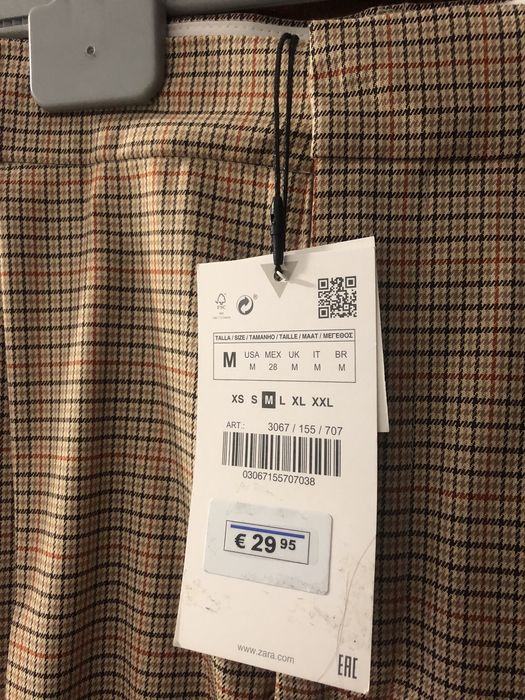 TALLA / SIZE / TAMANHO / TAILLE / MAAT / ΜΕΓΕΘΟΣ
M USA MEX UK IT BR
M 28 M M M
XS S M L XL XXL
ART.: 3067 / 155 / 707
03067155707038
€ 29 95
www.zara.com
EAC